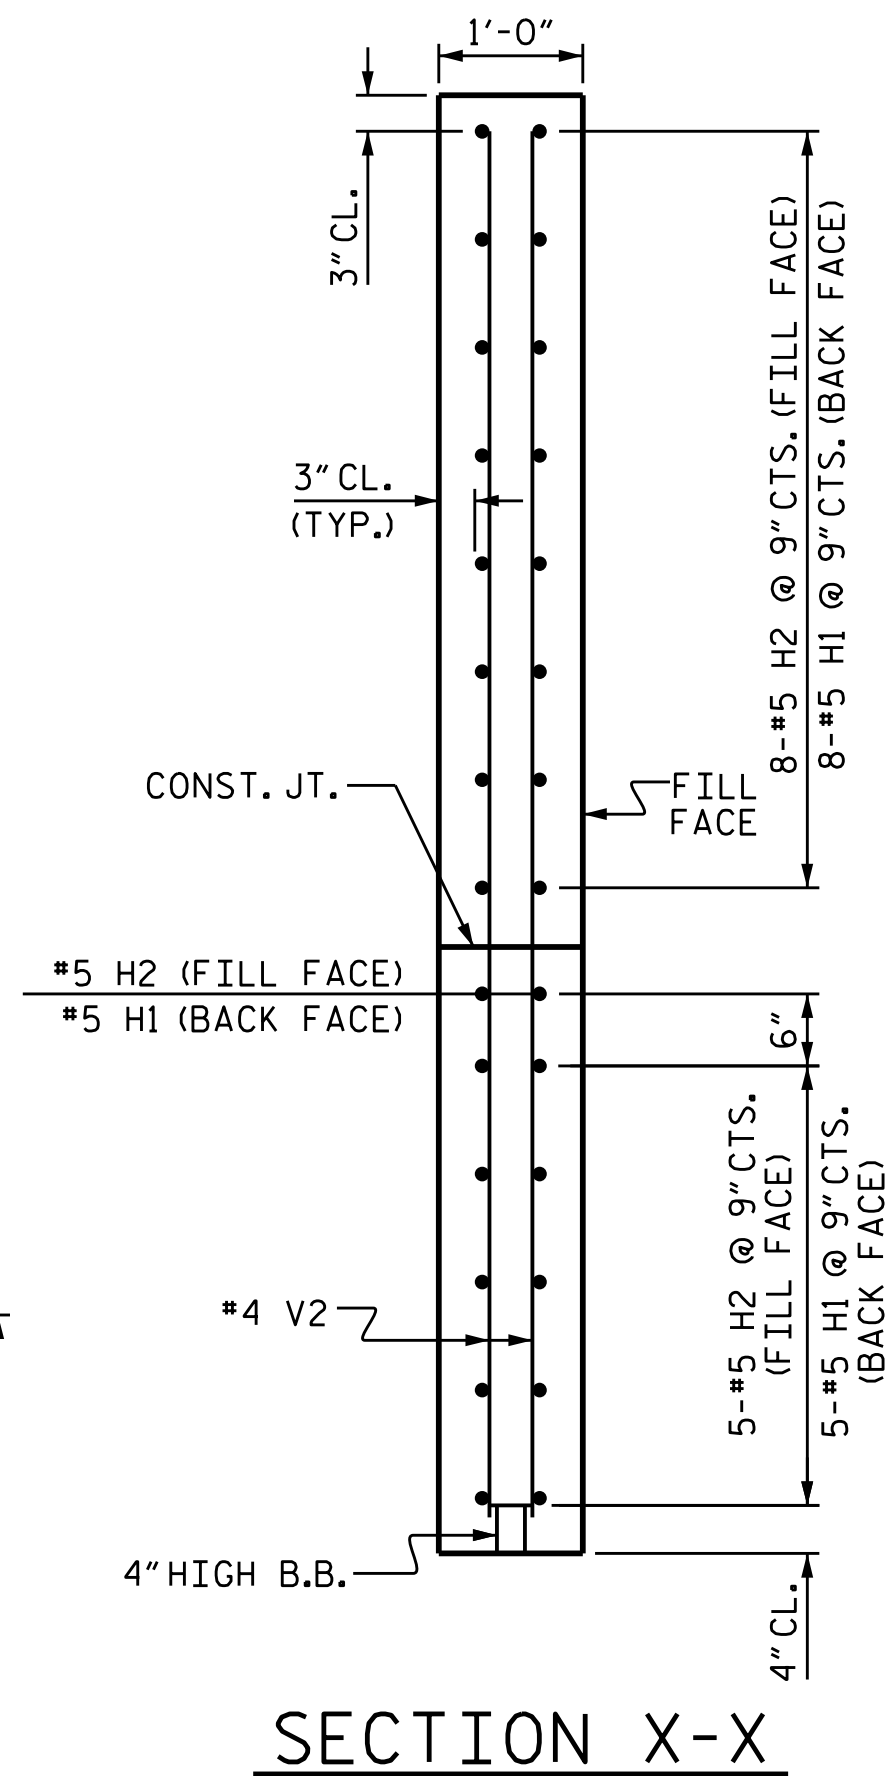 1'-0"
3" CL.
8-#5 H2 @ 9" CTS. (FILL FACE)
8-#5 H1 @ 9" CTS. (BACK FACE)
3" CL.
(TYP.)
CONST. JT.
FILL
FACE
#5 H2 (FILL FACE)
#5 H1 (BACK FACE)
6"
5-#5 H2 @ 9" CTS.
(FILL FACE)
5-#5 H1 @ 9" CTS.
(BACK FACE)
#4 V2
4" HIGH B.B.
4" CL.
SECTION X-X